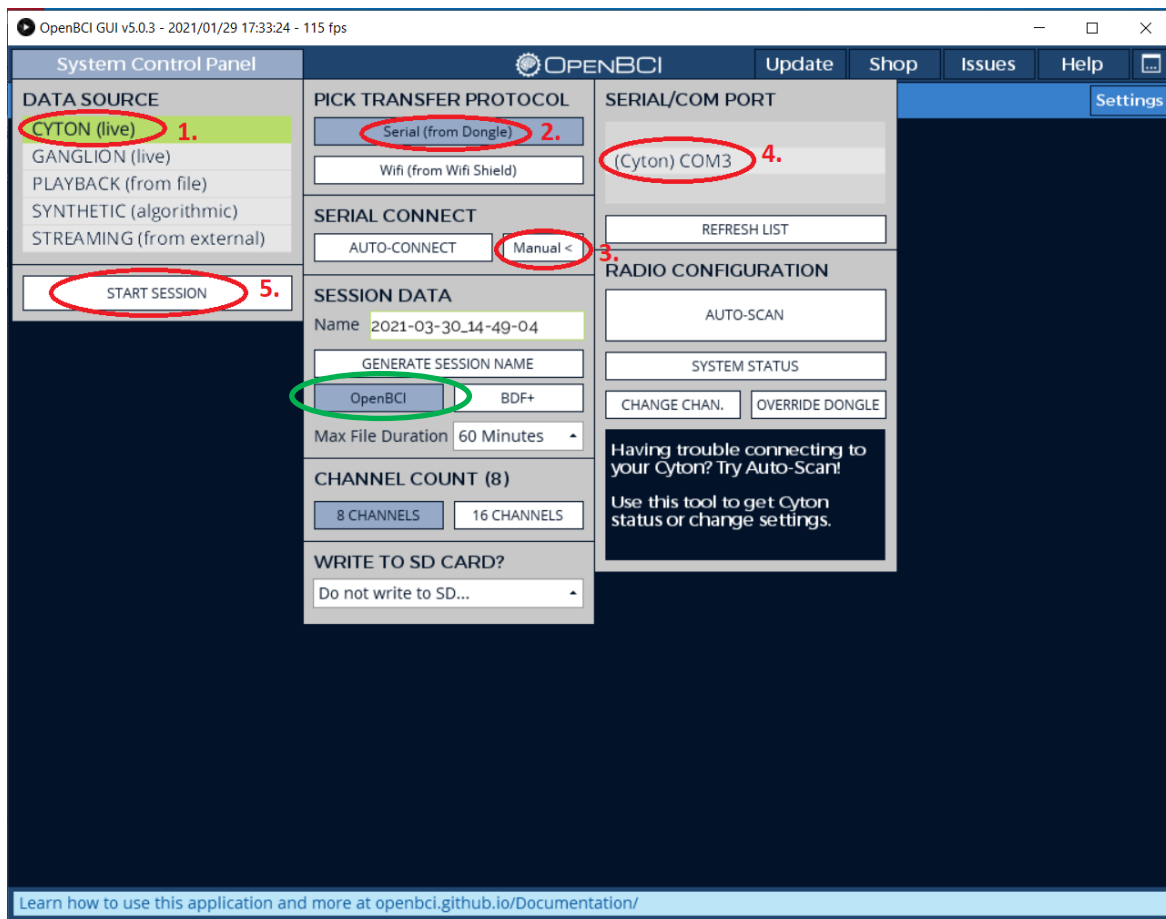 OpenBCI GUI v5.0.3 - 2021/01/29 17:33:24 - 115 fps
System Control Panel
OPENBCI
Update
Shop
Issues
Help
Settings
DATA SOURCE
CYTON (live)
1.
GANGLION (live)
PLAYBACK (from file)
SYNTHETIC (algorithmic)
STREAMING (from external)
START SESSION
5.
PICK TRANSFER PROTOCOL
Serial (from Dongle)
2.
Wifi (from Wifi Shield)
SERIAL CONNECT
AUTO-CONNECT
Manual <
3.
SESSION DATA
Name 2021-03-30_14-49-04
GENERATE SESSION NAME
OpenBCI
BDF+
Max File Duration 60 Minutes
CHANNEL COUNT (8)
8 CHANNELS
16 CHANNELS
WRITE TO SD CARD?
Do not write to SD...
SERIAL/COM PORT
(Cyton) COM3
4.
REFRESH LIST
RADIO CONFIGURATION
AUTO-SCAN
SYSTEM STATUS
CHANGE CHAN.
OVERRIDE DONGLE
Having trouble connecting to
your Cyton? Try Auto-Scan!
Use this tool to get Cyton
status or change settings.
Learn how to use this application and more at openbci.github.io/Documentation/